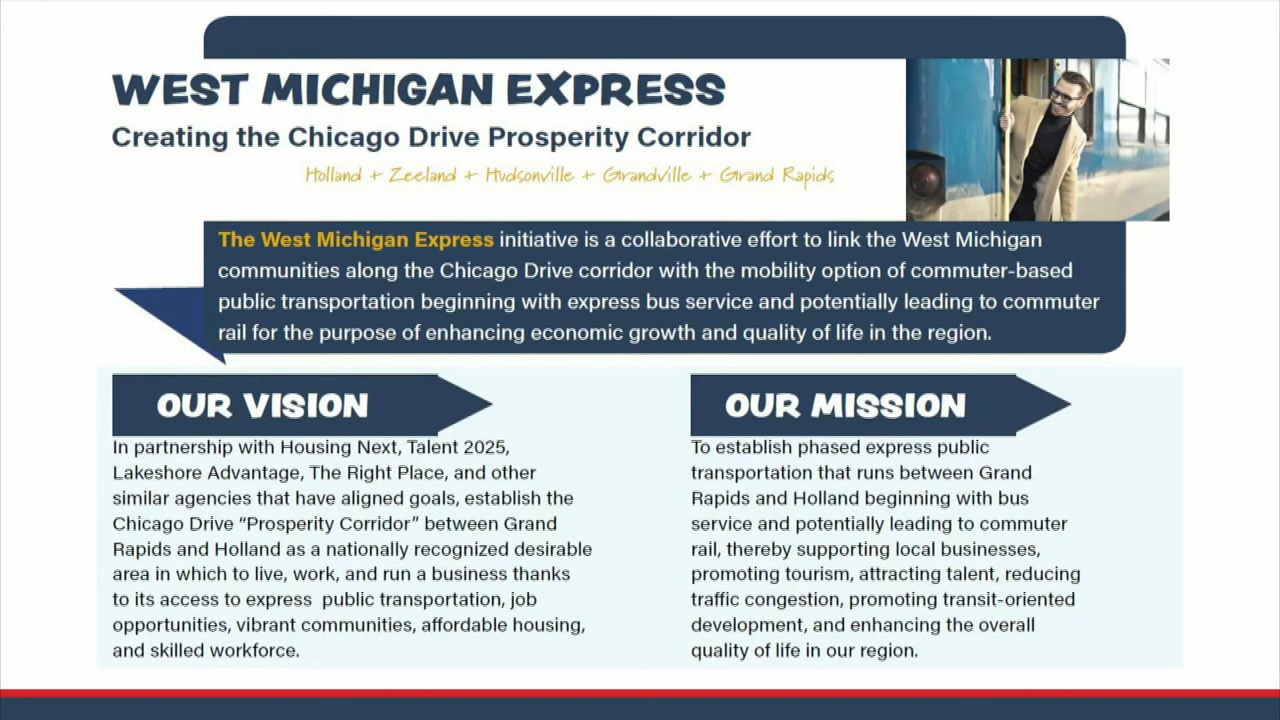 WEST MICHIGAN EXPRESS
Creating the Chicago Drive Prosperity Corridor
Holland + Zeeland + Hudsonville + Grandville + Grand Rapids
The West Michigan Express initiative is a collaborative effort to link the West Michigan
communities along the Chicago Drive corridor with the mobility option of commuter-based
public transportation beginning with express bus service and potentially leading to commuter
rail for the purpose of enhancing economic growth and quality of life in the region.
OUR VISION
In partnership with Housing Next, Talent 2025,
Lakeshore Advantage, The Right Place, and other
similar agencies that have aligned goals, establish the
Chicago Drive “Prosperity Corridor” between Grand
Rapids and Holland as a nationally recognized desirable
area in which to live, work, and run a business thanks
to its access to express public transportation, job
opportunities, vibrant communities, affordable housing,
and skilled workforce.
OUR MISSION
To establish phased express public
transportation that runs between Grand
Rapids and Holland beginning with bus
service and potentially leading to commuter
rail, thereby supporting local businesses,
promoting tourism, attracting talent, reducing
traffic congestion, promoting transit-oriented
development, and enhancing the overall
quality of life in our region.